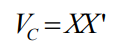 V_C = XX'